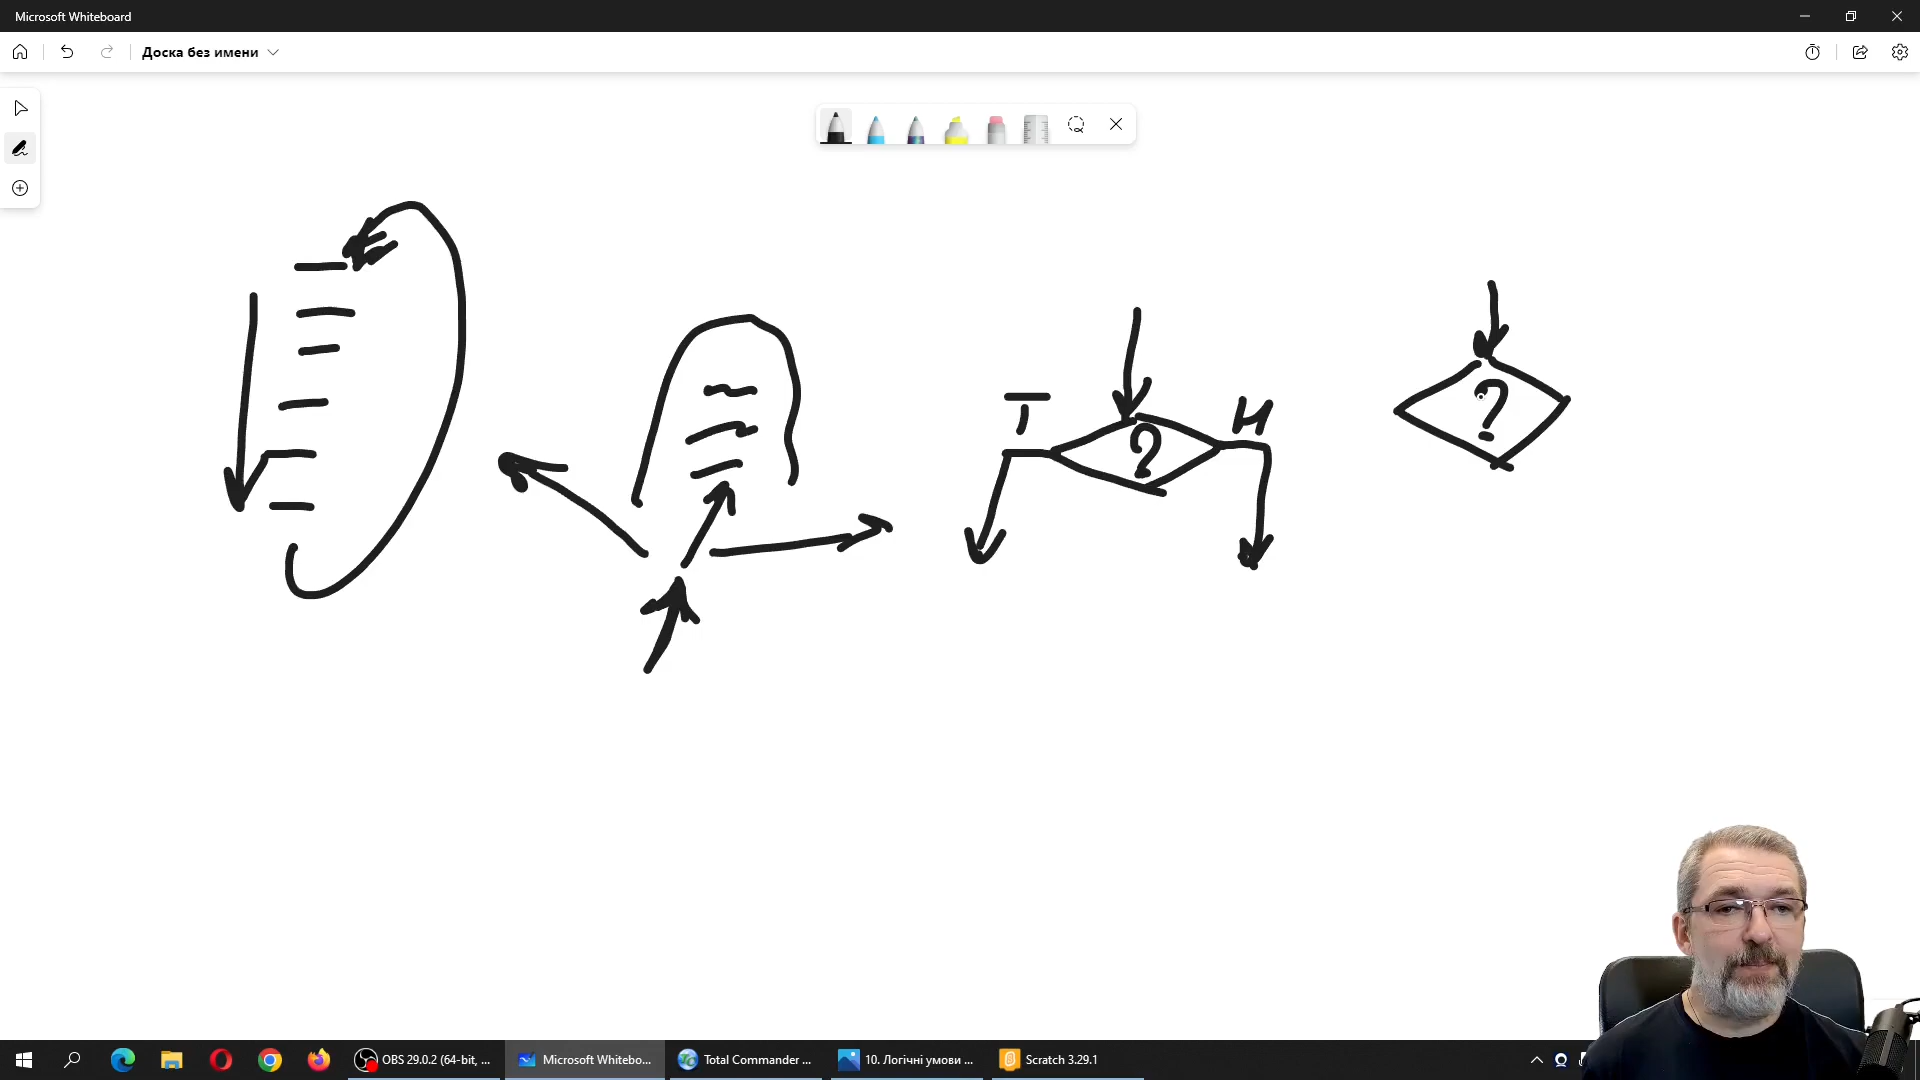 Microsoft Whiteboard
Доска без имени
Т
?
Н
?
OBS 29.0.2 (64-bit, ...
Microsoft Whitebo...
Total Commander ...
10. Логічні умови ...
Scratch 3.29.1